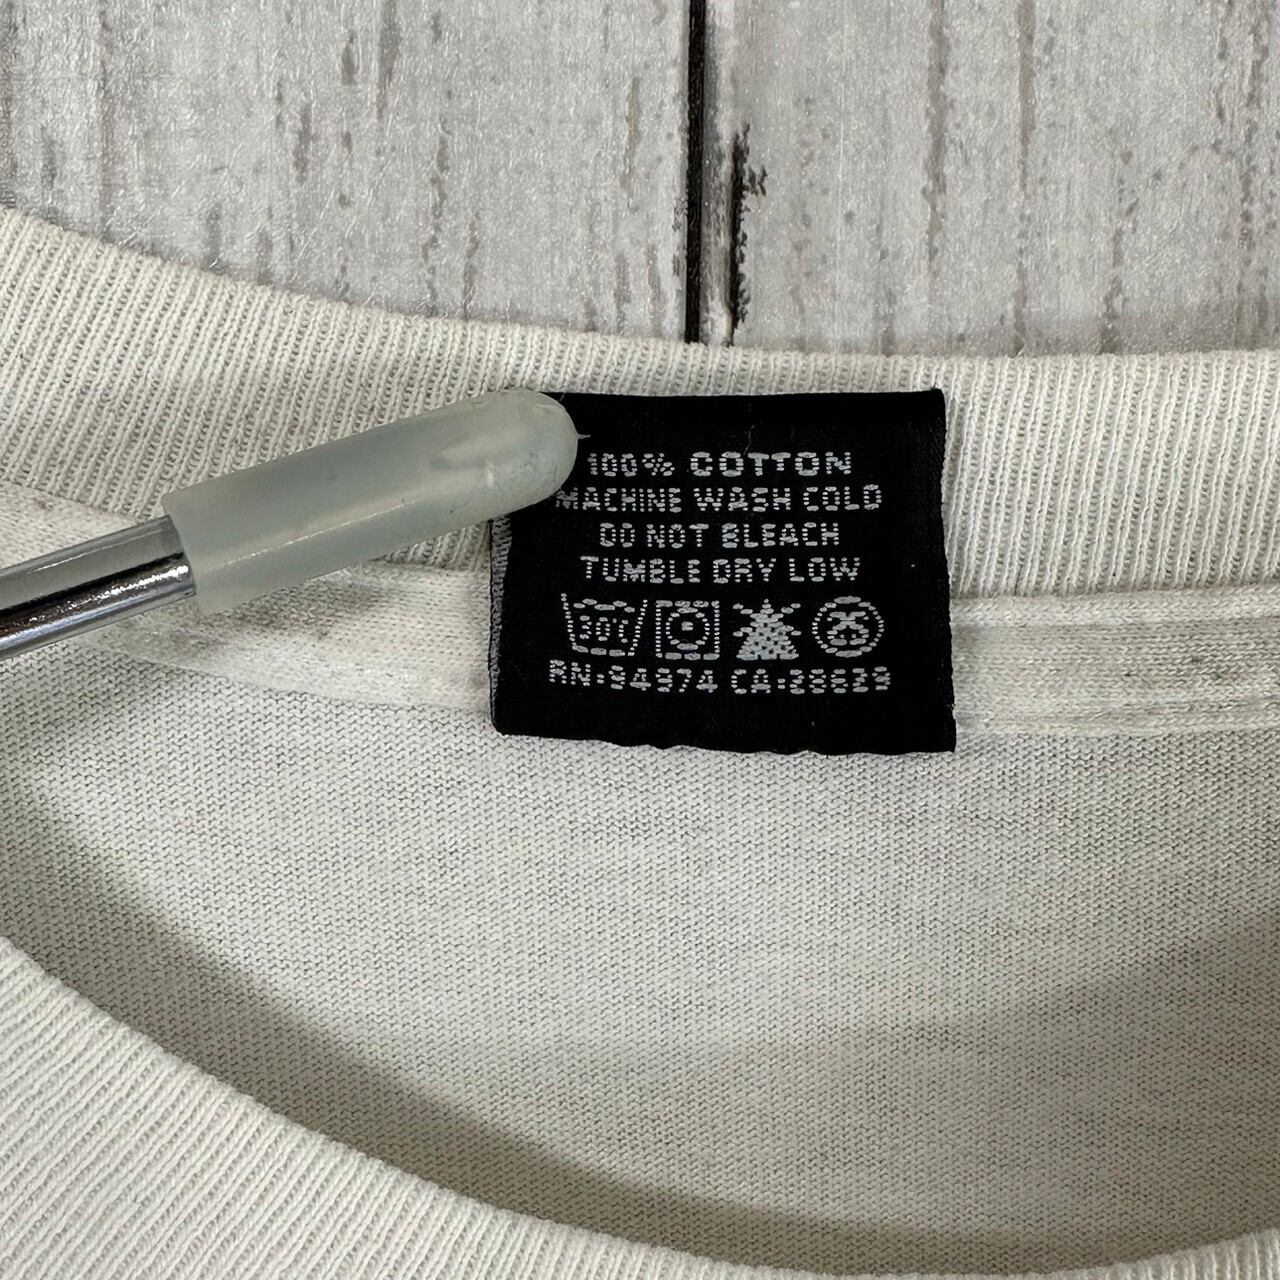 100% COTTON
MACHINE WASH COLD
DO NOT BLEACH
TUMBLE DRY LOW
30°C
RN:94974 CA:28629